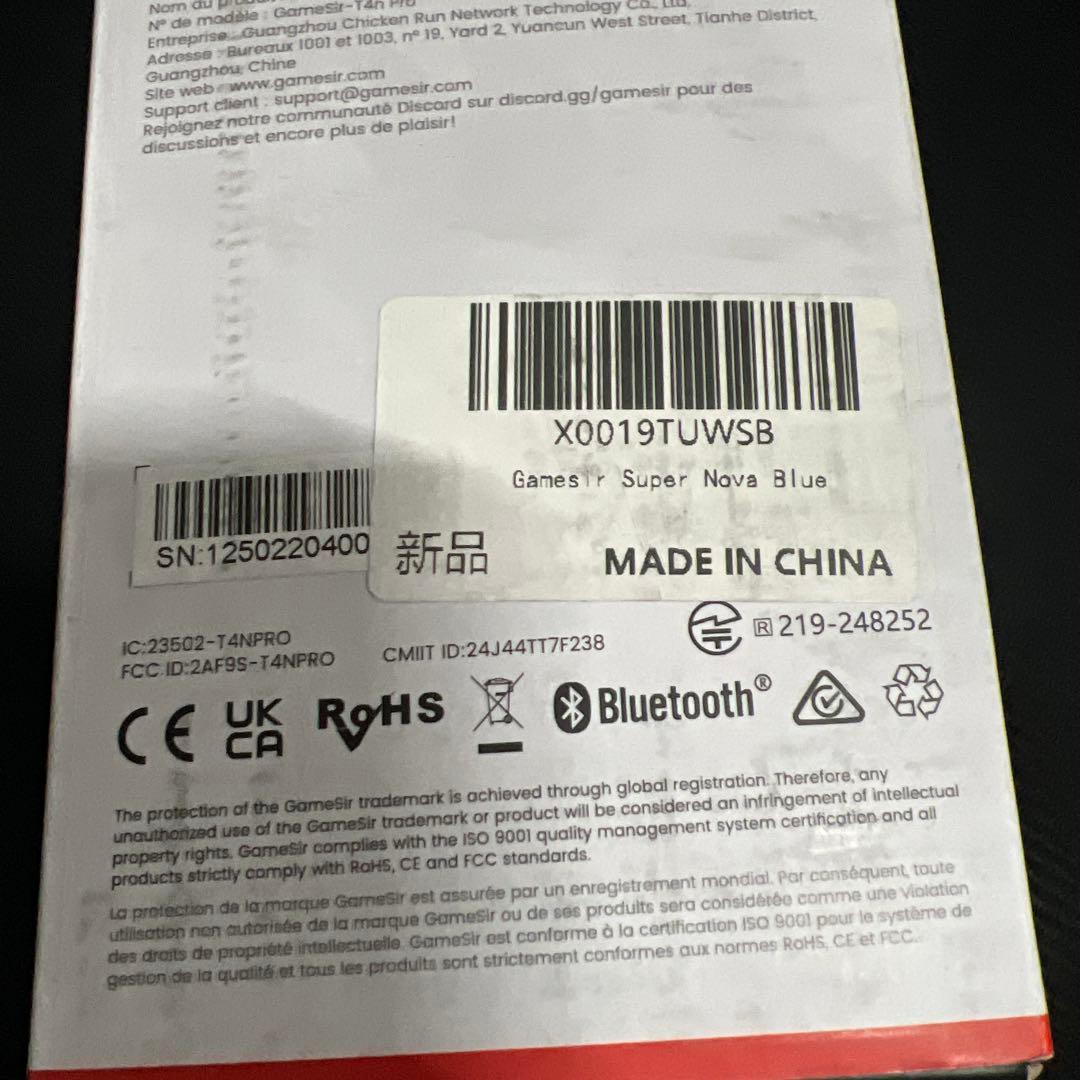 Nom du
N° de modèle : GameSir-T4n Pro
Entreprise : Guangzhou Chicken Run Network Technology Co., Ltd,
Adresse : Bureaux 1001 et 1003, n° 19, Yard 2, Yuancun West Street, Tianhe District,
Guangzhou, Chine
Site web : www.gamesir.com
Support client : support@gamesir.com
Rejoignez notre communauté Discord sur discord.gg/gamesir pour des
discussions et encore plus de plaisir!
X0019TUWSB
GamesIr Super Nova Blue
新品
MADE IN CHINA
SN:1250220400
IC:23502-T4NPRO
FCC ID:2AF9S-T4NPRO
CMIIT ID:24J44TT7F238
R 219-248252
CE
UK
CA
RoHS
Bluetooth®
The protection of the GameSir trademark is achieved through global registration. Therefore, any
unauthorized use of the GameSir trademark or product will be considered an infringement of intellectual
property rights. GameSir complies with the ISO 9001 quality management system certification and all
products strictly comply with RoHS, CE and FCC standards.
La protection de la marque GameSir est assurée par un enregistrement mondial. Par conséquent, toute
utilisation non autorisée de la marque GameSir ou de ses produits sera considérée comme une violation
des droits de propriété intellectuelle. GameSir est conforme à la certification ISO 9001 pour le système de
gestion de la qualité et tous les produits sont strictement conformes aux normes RoHS, CE et FCC.